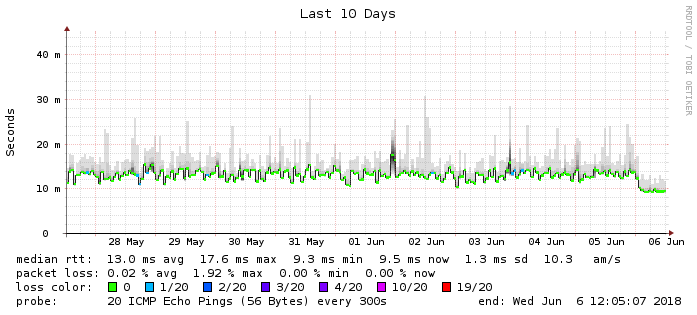 Last 10 Days
RRDTOOL / TOBI OETIKER
Seconds
40 m
30 m
20 m
10 m
0
28 May 29 May 30 May 31 May 01 Jun 02 Jun 03 Jun 04 Jun 05 Jun 06 Jun
median rtt: 13.0 ms avg 17.6 ms max 9.3 ms min 9.5 ms now 1.3 ms sd 10.3 am/s
packet loss: 0.02 % avg 1.92 % max 0.00 % min 0.00 % now
loss color: 0 1/20 2/20 3/20 4/20 10/20 19/20
probe: 20 ICMP Echo Pings (56 Bytes) every 300s end: Wed Jun 6 12:05:07 2018